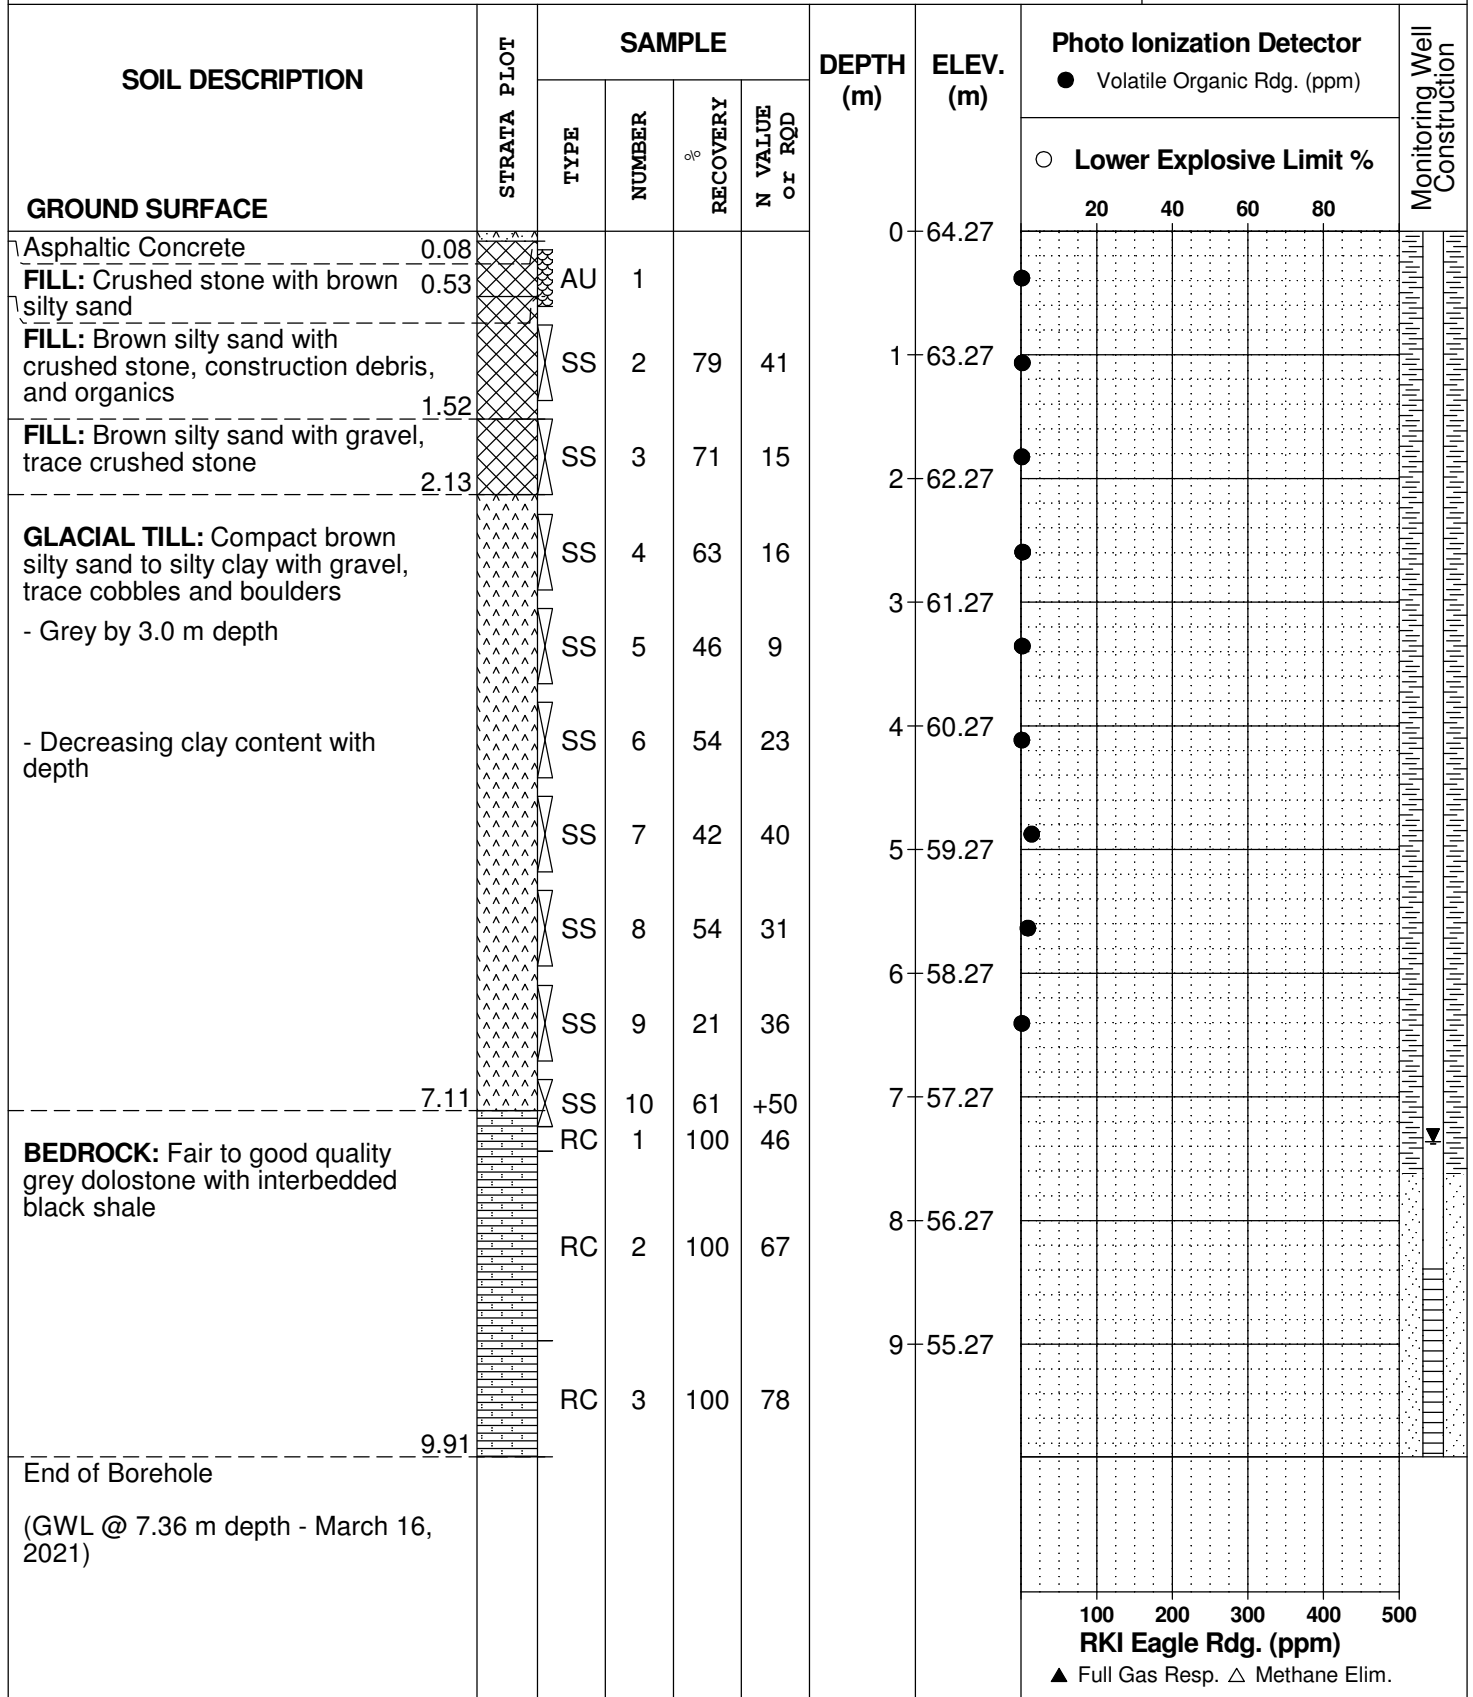 SOIL DESCRIPTION
GROUND SURFACE
STRATA PLOT
SAMPLE
TYPE
NUMBER
%
RECOVERY
N VALUE
or RQD
DEPTH
(m)
ELEV.
(m)
Photo Ionization Detector
● Volatile Organic Rdg. (ppm)
○ Lower Explosive Limit %
20 40 60 80
Monitoring Well
Construction
0 64.27
Asphaltic Concrete 0.08
FILL: Crushed stone with brown 0.53
silty sand
AU 1
FILL: Brown silty sand with
crushed stone, construction debris,
and organics
1.52
SS 2 79 41
1 63.27
FILL: Brown silty sand with gravel,
trace crushed stone
2.13
SS 3 71 15
2 62.27
GLACIAL TILL: Compact brown
silty sand to silty clay with gravel,
trace cobbles and boulders
SS 4 63 16
3 61.27
- Grey by 3.0 m depth
SS 5 46 9
4 60.27
- Decreasing clay content with
depth
SS 6 54 23
SS 7 42 40
5 59.27
SS 8 54 31
6 58.27
SS 9 21 36
7.11
SS 10 61 +50
7 57.27
RC 1 100 46
BEDROCK: Fair to good quality
grey dolostone with interbedded
black shale
8 56.27
RC 2 100 67
9 55.27
RC 3 100 78
9.91
End of Borehole
(GWL @ 7.36 m depth - March 16,
2021)
100 200 300 400 500
RKI Eagle Rdg. (ppm)
▲ Full Gas Resp. △ Methane Elim.